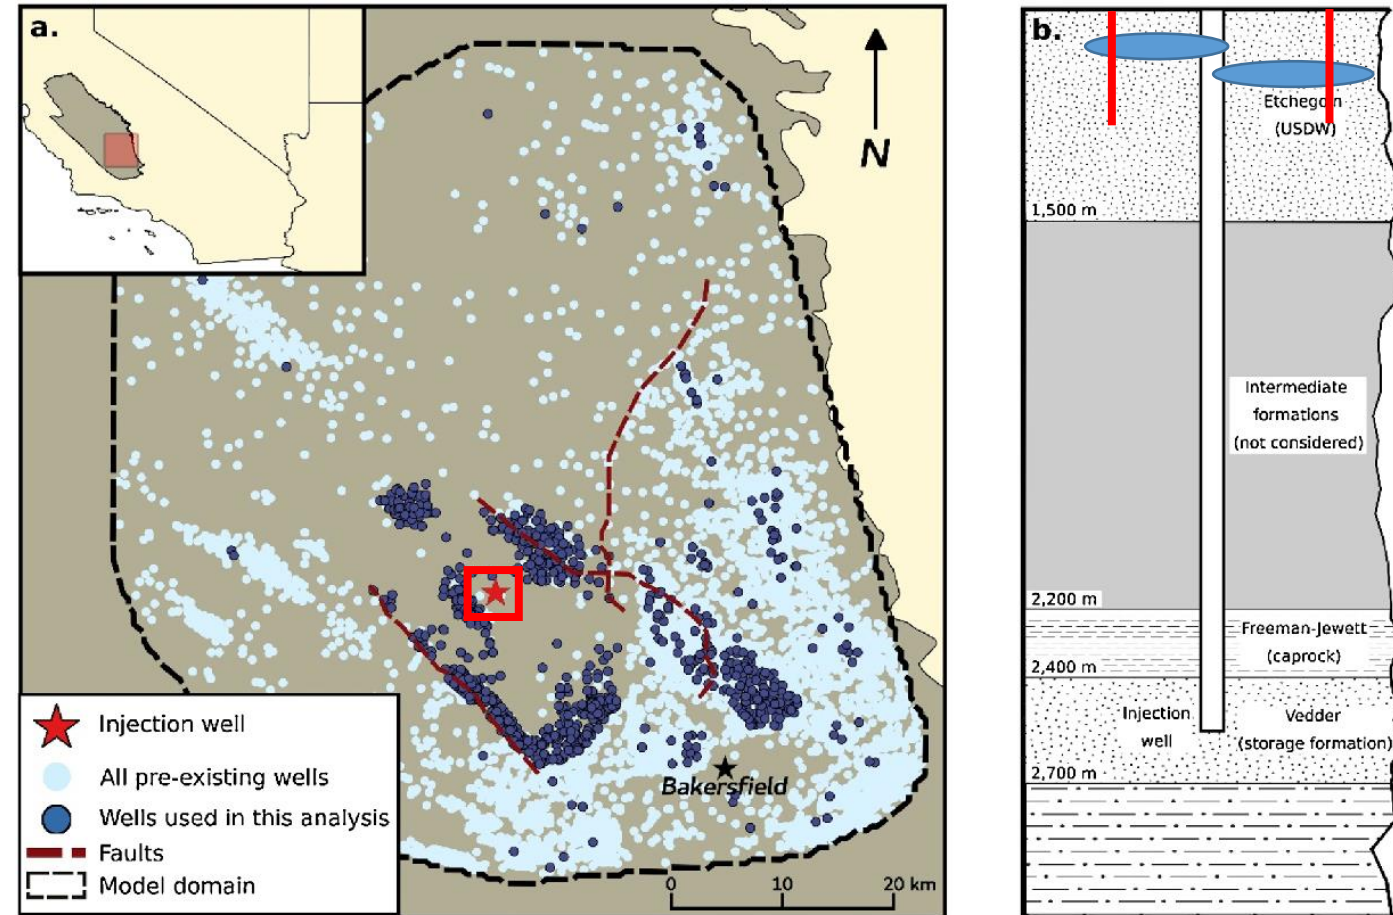 a.
N
Bakersfield
0 10 20 km
Injection well
All pre-existing wells
Wells used in this analysis
Faults
Model domain
b.
Etchegoin
(USDW)
1,500 m
Intermediate
formations
(not considered)
2,200 m
Freeman-Jewett
(caprock)
2,400 m
Injection
well
Vedder
(storage formation)
2,700 m